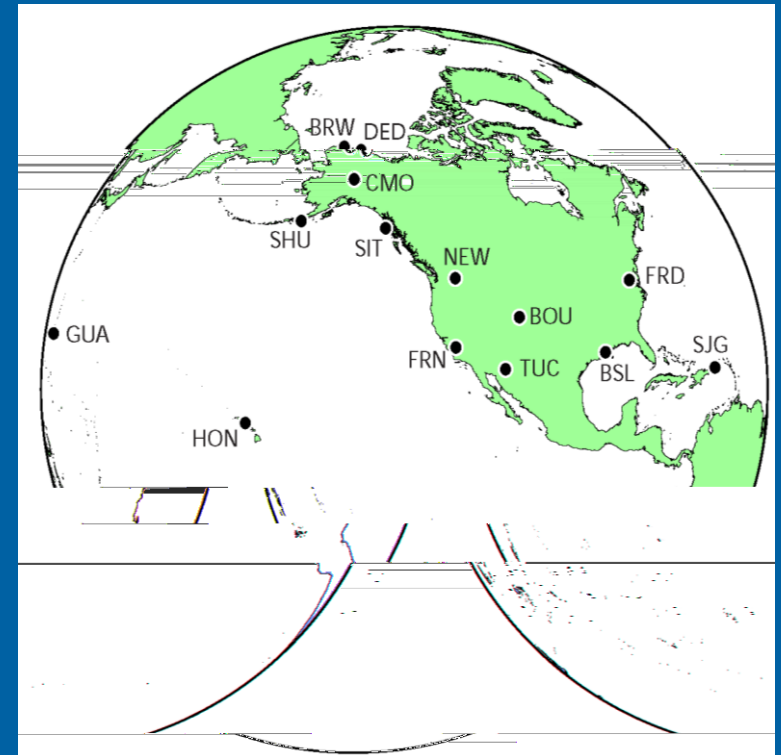 BRW
DED
CMO
SHU
SIT
NEW
FRD
BOU
GUA
FRN
TUC
BSL
SJG
HON